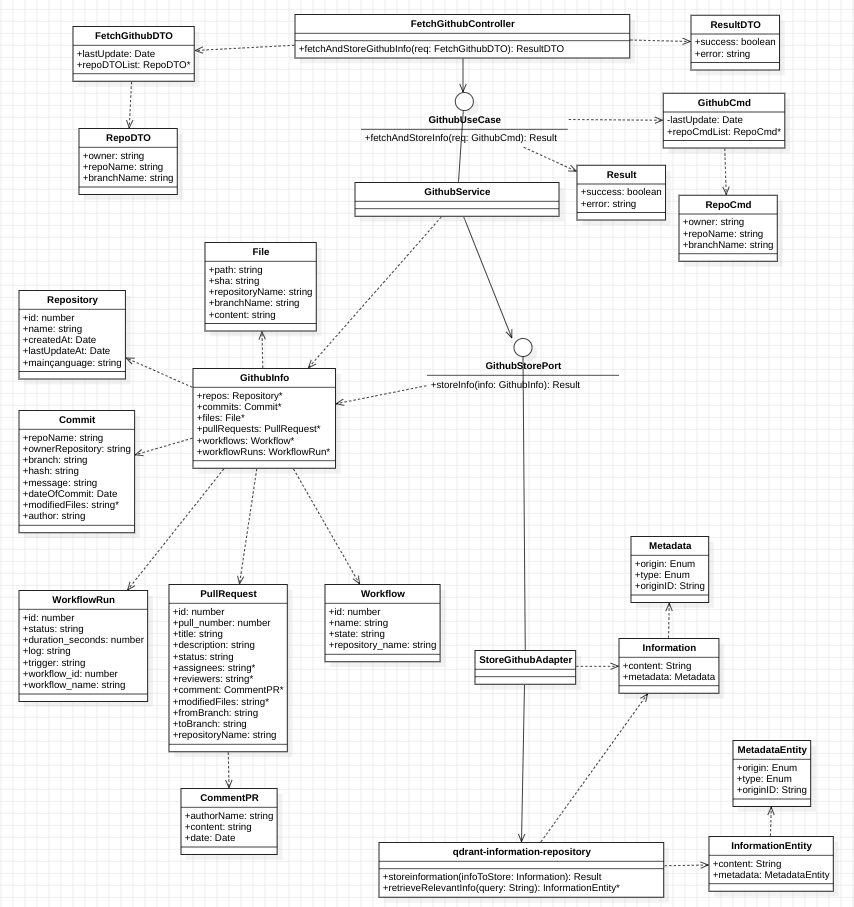 FetchGithubController
+fetchAndStoreGithubInfo(req: FetchGithubDTO): ResultDTO
FetchGithubDTO
+lastUpdate: Date
+repoDTOList: RepoDTO*
ResultDTO
+success: boolean
+error: string
RepoDTO
+owner: string
+repoName: string
+branchName: string
GithubUseCase
+fetchAndStoreInfo(req: GithubCmd): Result
GithubCmd
-lastUpdate: Date
+repoCmdList: RepoCmd*
Result
+success: boolean
+error: string
RepoCmd
+owner: string
+repoName: string
+branchName: string
GithubService
File
+path: string
+sha: string
+repositoryName: string
+branchName: string
+content: string
Repository
+id: number
+name: string
+createdAt: Date
+lastUpdateAt: Date
+mainçanguage: string
GithubInfo
+repos: Repository*
+commits: Commit*
+files: File*
+pullRequests: PullRequest*
+workflows: Workflow*
+workflowRuns: WorkflowRun*
GithubStorePort
+storeInfo(info: GithubInfo): Result
Commit
+repoName: string
+ownerRepository: string
+branch: string
+hash: string
+message: string
+dateOfCommit: Date
+modifiedFiles: string*
+author: string
WorkflowRun
+id: number
+status: string
+duration_seconds: number
+log: string
+trigger: string
+workflow_id: number
+workflow_name: string
PullRequest
+id: number
+pull_number: number
+title: string
+description: string
+status: string
+assignees: string*
+reviewers: string*
+comment: CommentPR*
+modifiedFiles: string*
+fromBranch: string
+toBranch: string
+repositoryName: string
Workflow
+id: number
+name: string
+state: string
+repository_name: string
Metadata
+origin: Enum
+type: Enum
+originID: String
StoreGithubAdapter
Information
+content: String
+metadata: Metadata
CommentPR
+authorName: string
+content: string
+date: Date
MetadataEntity
+origin: Enum
+type: Enum
+originID: String
qdrant-information-repository
+storeinformation(infoToStore: Information): Result
+retrieveRelevantInfo(query: String): InformationEntity*
InformationEntity
+content: String
+metadata: MetadataEntity